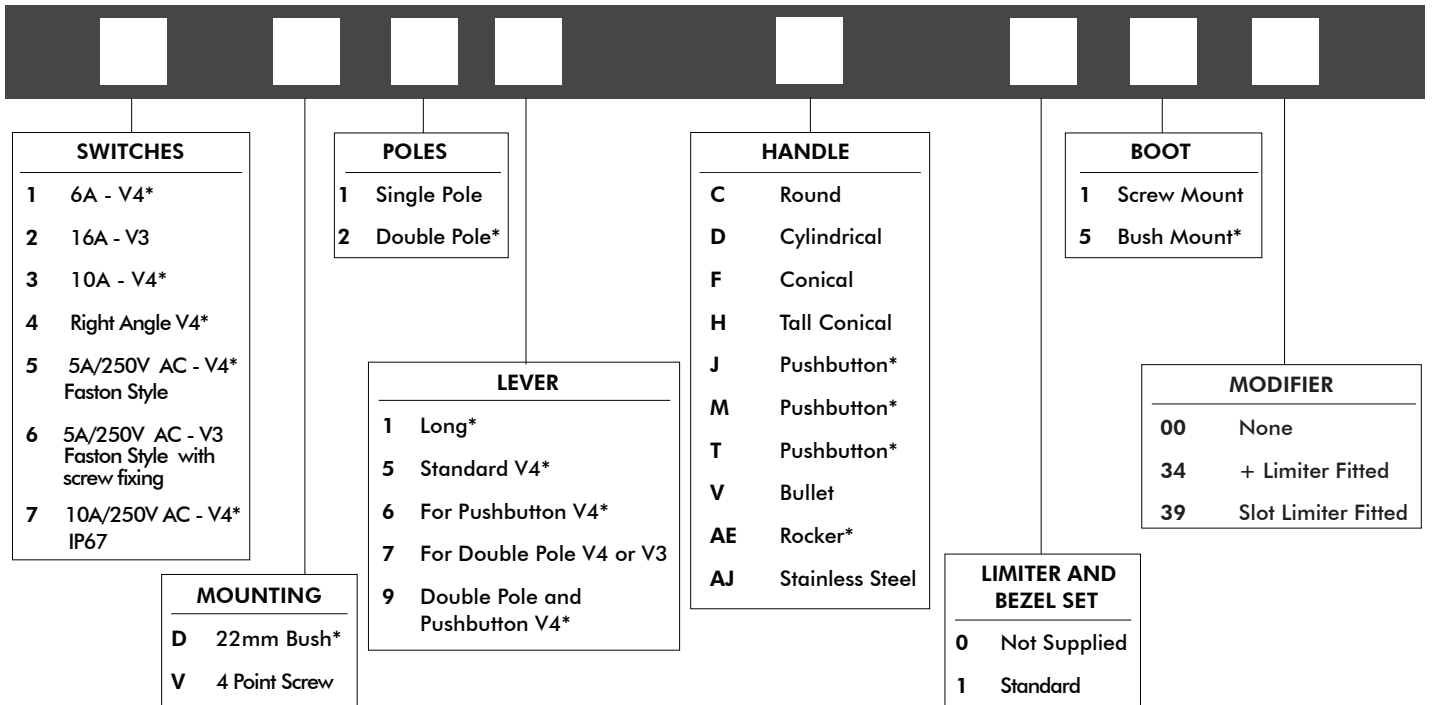 SWITCHES
1 6A - V4*
2 16A - V3
3 10A - V4*
4 Right Angle V4*
5 5A/250V AC - V4*
Faston Style
6 5A/250V AC - V3
Faston Style with
screw fixing
7 10A/250V AC - V4*
IP67
MOUNTING
D 22mm Bush*
V 4 Point Screw
POLES
1 Single Pole
2 Double Pole*
LEVER
1 Long*
5 Standard V4*
6 For Pushbutton V4*
7 For Double Pole V4 or V3
9 Double Pole and
Pushbutton V4*
HANDLE
C Round
D Cylindrical
F Conical
H Tall Conical
J Pushbutton*
M Pushbutton*
T Pushbutton*
V Bullet
AE Rocker*
AJ Stainless Steel
LIMITER AND
BEZEL SET
0 Not Supplied
1 Standard
BOOT
1 Screw Mount
5 Bush Mount*
MODIFIER
00 None
34 + Limiter Fitted
39 Slot Limiter Fitted